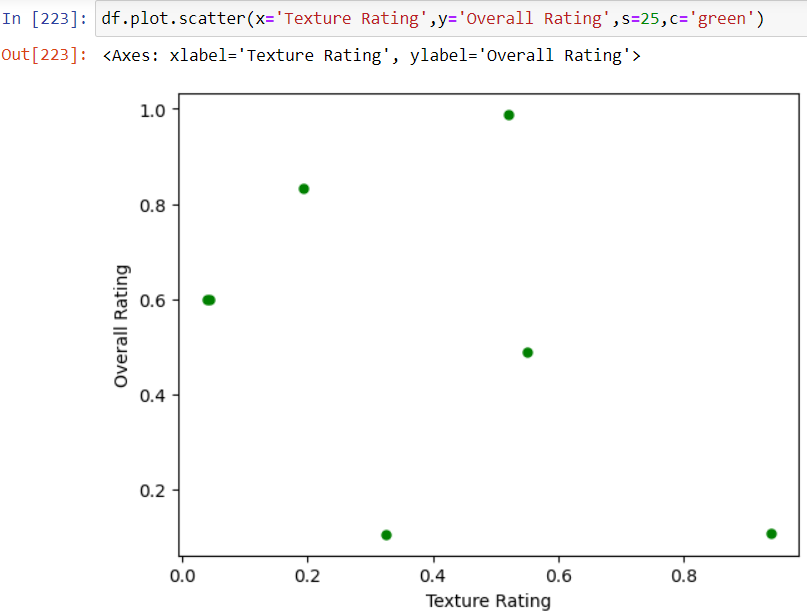 In [223]: df.plot.scatter(x='Texture Rating',y='Overall Rating',s=25,c='green')
Out[223]: <Axes: xlabel='Texture Rating', ylabel='Overall Rating'>
1.0
0.8
0.6
0.4
0.2
Overall Rating
0.0 0.2 0.4 0.6 0.8
Texture Rating